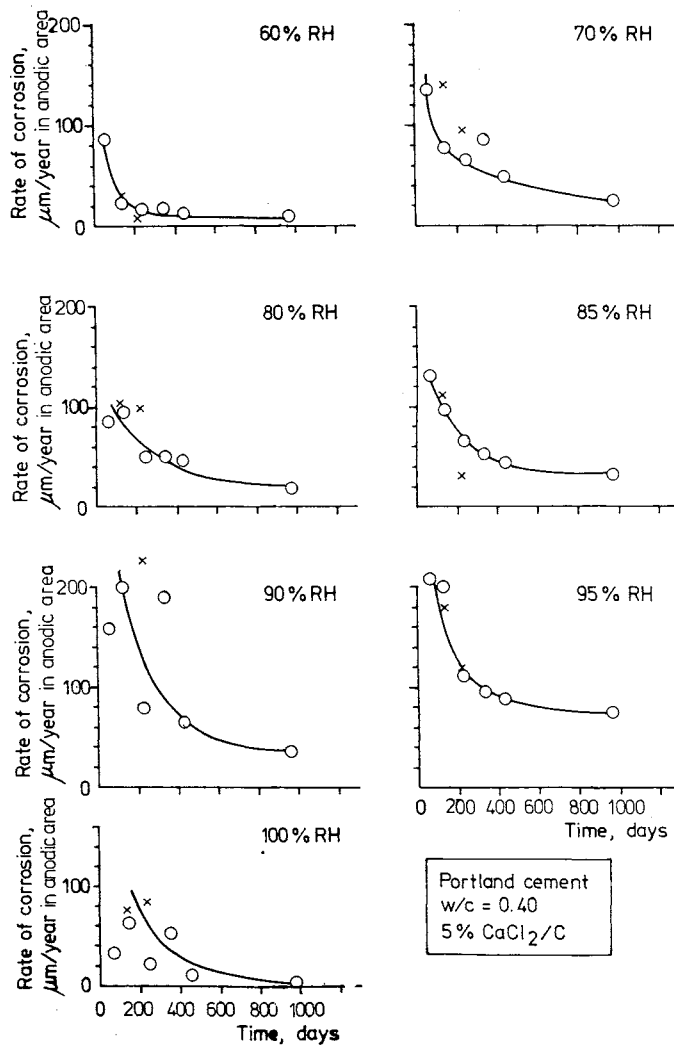 200
100
0
Rate of corrosion,
μm/year in anodic area
60% RH
70% RH
200
100
0
Rate of corrosion,
μm/year in anodic area
80% RH
85% RH
200
100
0
Rate of corrosion,
μm/year in anodic area
90% RH
95% RH
0 200 400 600 800 1000
Time, days
100
0
Rate of corrosion,
μm/year in anodic area
100% RH
0 200 400 600 800 1000
Time, days
Portland cement
w/c = 0.40
5% CaCl₂/C